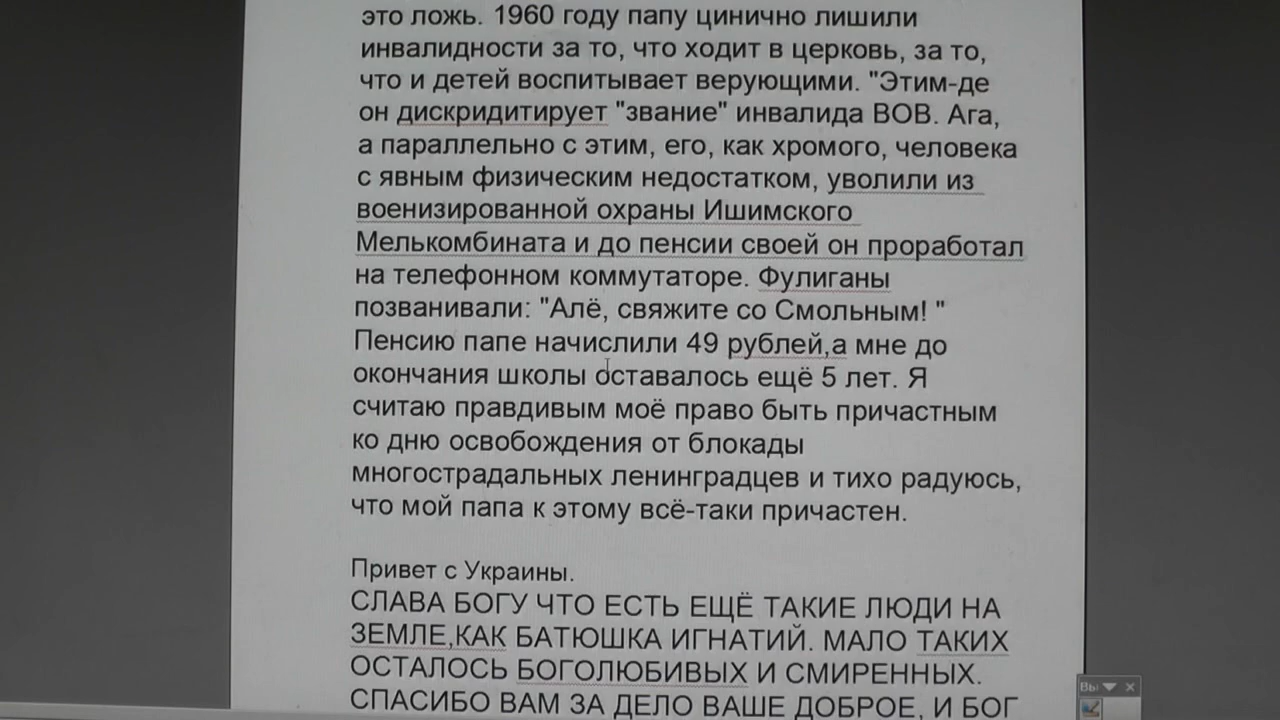 это ложь. 1960 году папу цинично лишили
инвалидности за то, что ходит в церковь, за то,
что и детей воспитывает верующими. "Этим-де
он дискридитирует "звание" инвалида ВОВ. Ага,
а параллельно с этим, его, как хромого, человека
с явным физическим недостатком, уволили из
военизированной охраны Ишимского
Мелькомбината и до пенсии своей он проработал
на телефонном коммутаторе. Фулиганы
позванивали: "Алё, свяжите со Смольным! "
Пенсию папе начислили 49 рублей,а мне до
окончания школы оставалось ещё 5 лет. Я
считаю правдивым моё право быть причастным
ко дню освобождения от блокады
многострадальных ленинградцев и тихо радуюсь,
что мой папа к этому всё-таки причастен.
Привет с Украины.
СЛАВА БОГУ ЧТО ЕСТЬ ЕЩЁ ТАКИЕ ЛЮДИ НА
ЗЕМЛЕ,КАК БАТЮШКА ИГНАТИЙ. МАЛО ТАКИХ
ОСТАЛОСЬ БОГОЛЮБИВЫХ И СМИРЕННЫХ.
СПАСИБО ВАМ ЗА ДЕЛО ВАШЕ ДОБРОЕ, И БОГ
Вы